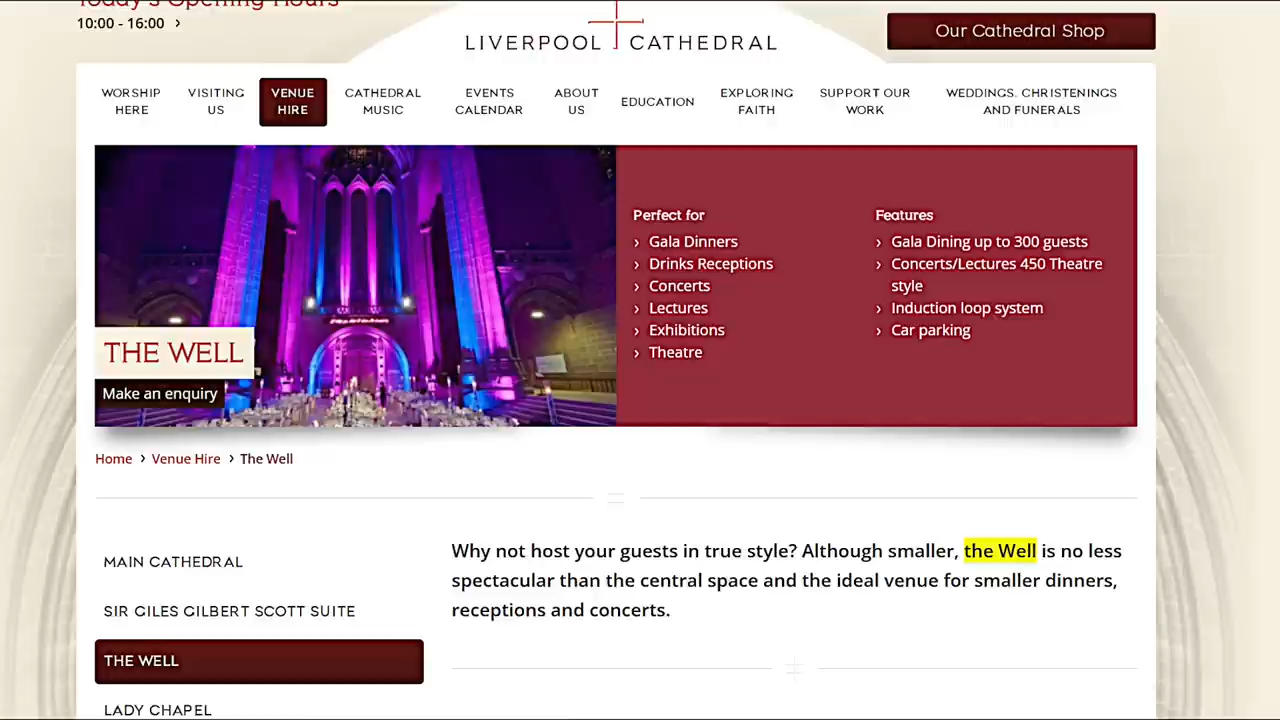 Today's Opening Hours
10:00 - 16:00 ›
LIVERPOOL CATHEDRAL
Our Cathedral Shop
WORSHIP HERE
VISITING US
VENUE HIRE
CATHEDRAL MUSIC
EVENTS CALENDAR
ABOUT US
EDUCATION
EXPLORING FAITH
SUPPORT OUR WORK
WEDDINGS, CHRISTENINGS AND FUNERALS
THE WELL
Make an enquiry
Perfect for
› Gala Dinners
› Drinks Receptions
› Concerts
› Lectures
› Exhibitions
› Theatre
Features
› Gala Dining up to 300 guests
› Concerts/Lectures 450 Theatre
style
› Induction loop system
› Car parking
Home › Venue Hire › The Well
MAIN CATHEDRAL
SIR GILES GILBERT SCOTT SUITE
THE WELL
LADY CHAPEL
Why not host your guests in true style? Although smaller, the Well is no less
spectacular than the central space and the ideal venue for smaller dinners,
receptions and concerts.